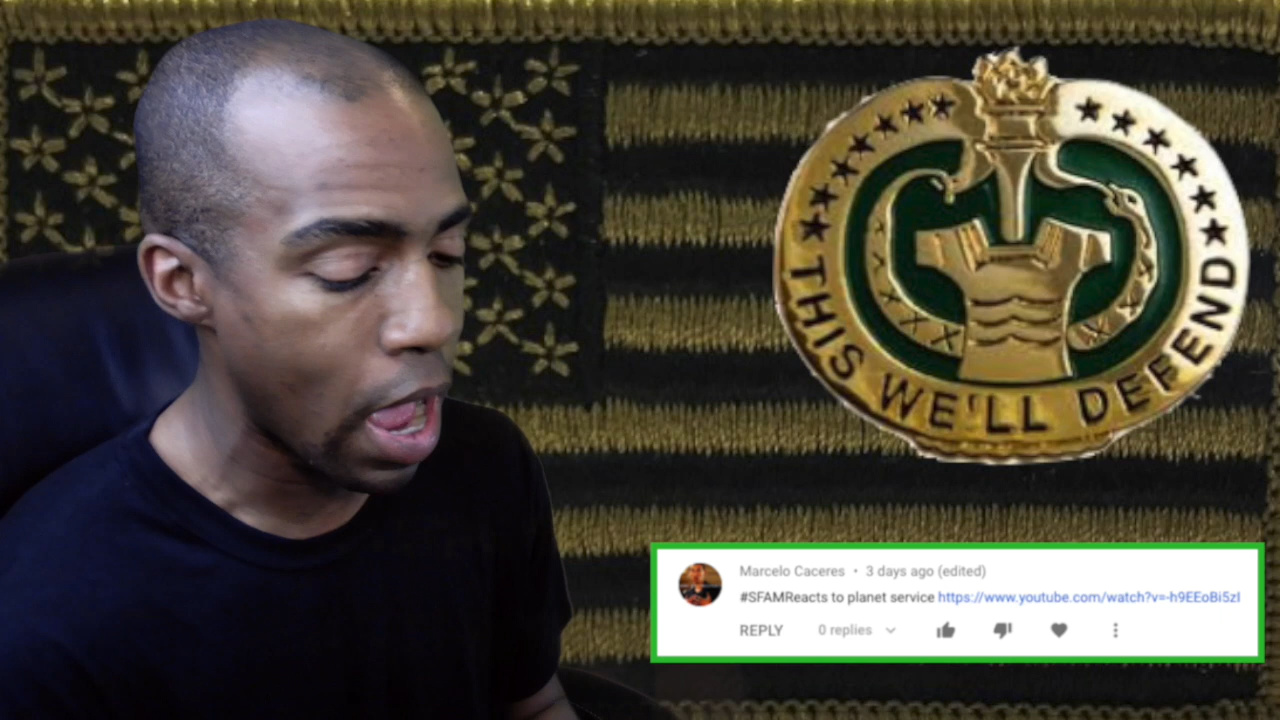 THIS WE'LL DEFEND
Marcelo Caceres • 3 days ago (edited)
#SFAMReacts to planet service https://www.youtube.com/watch?v=-h9EEoBi5zI
REPLY 0 replies